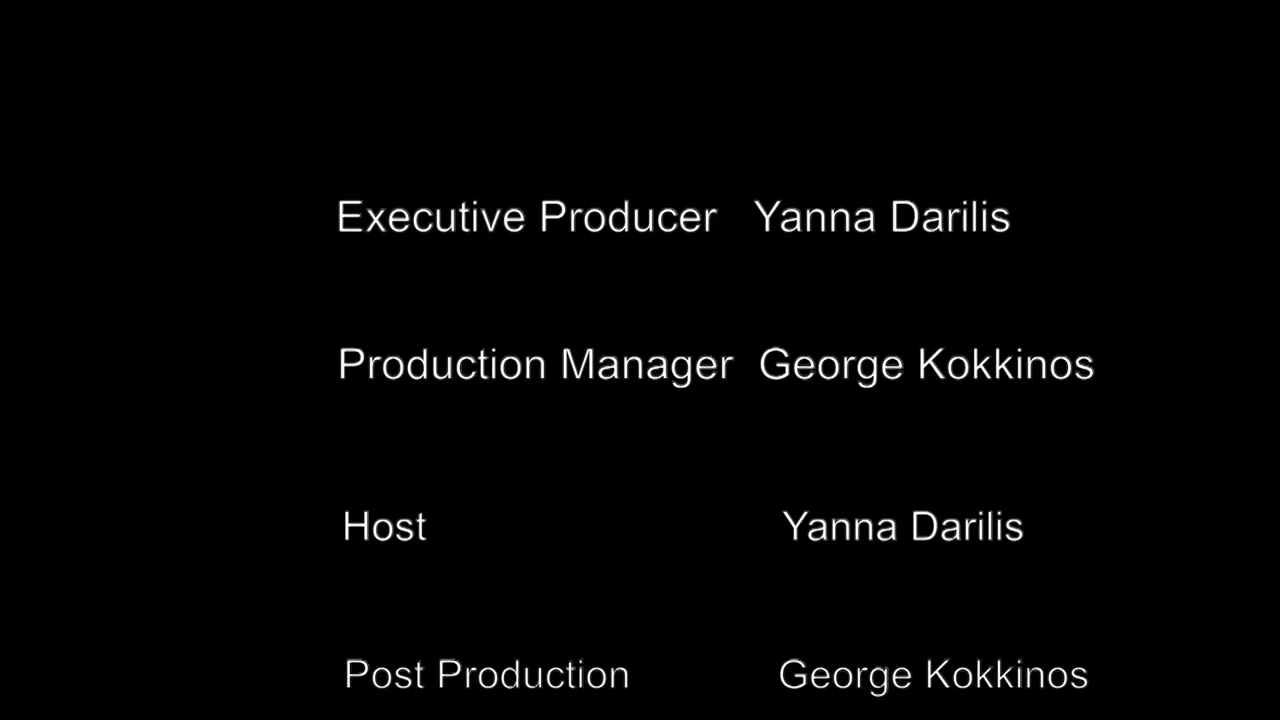 Executive Producer Yanna Darilis
Production Manager George Kokkinos
Host Yanna Darilis
Post Production George Kokkinos